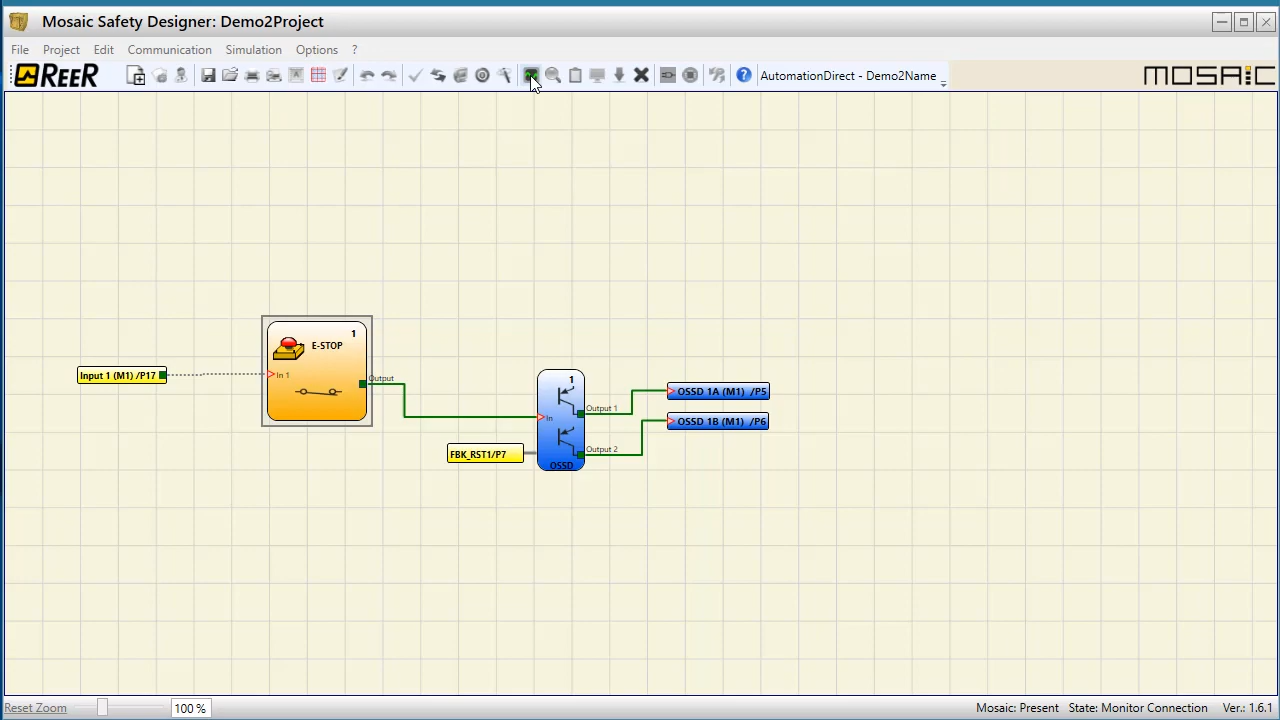 Mosaic Safety Designer: Demo2Project
File Project Edit Communication Simulation Options ?
REER
AutomationDirect - Demo2Name
MOSAIC
1
E-STOP
Input 1 (M1) /P17
In 1
Output
1
OSSD 1A (M1) /P5
Output 1
In
OSSD 1B (M1) /P6
FBK_RST1/P7
Output 2
OSSD
Reset Zoom
100 %
Mosaic: Present State: Monitor Connection Ver.: 1.6.1